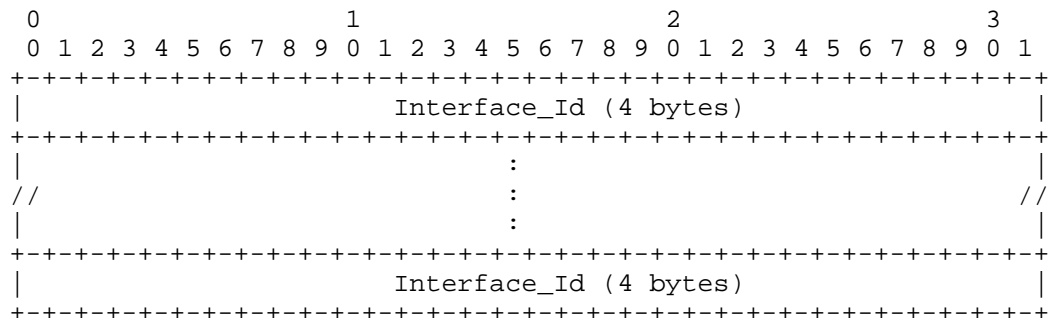 0                   1                   2                   3
 0 1 2 3 4 5 6 7 8 9 0 1 2 3 4 5 6 7 8 9 0 1 2 3 4 5 6 7 8 9 0 1
+-+-+-+-+-+-+-+-+-+-+-+-+-+-+-+-+-+-+-+-+-+-+-+-+-+-+-+-+-+-+-+-+
|                       Interface_Id (4 bytes)                  |
+-+-+-+-+-+-+-+-+-+-+-+-+-+-+-+-+-+-+-+-+-+-+-+-+-+-+-+-+-+-+-+-+
|                              :                                |
//                             :                               //
|                              :                                |
+-+-+-+-+-+-+-+-+-+-+-+-+-+-+-+-+-+-+-+-+-+-+-+-+-+-+-+-+-+-+-+-+
|                       Interface_Id (4 bytes)                  |
+-+-+-+-+-+-+-+-+-+-+-+-+-+-+-+-+-+-+-+-+-+-+-+-+-+-+-+-+-+-+-+-+